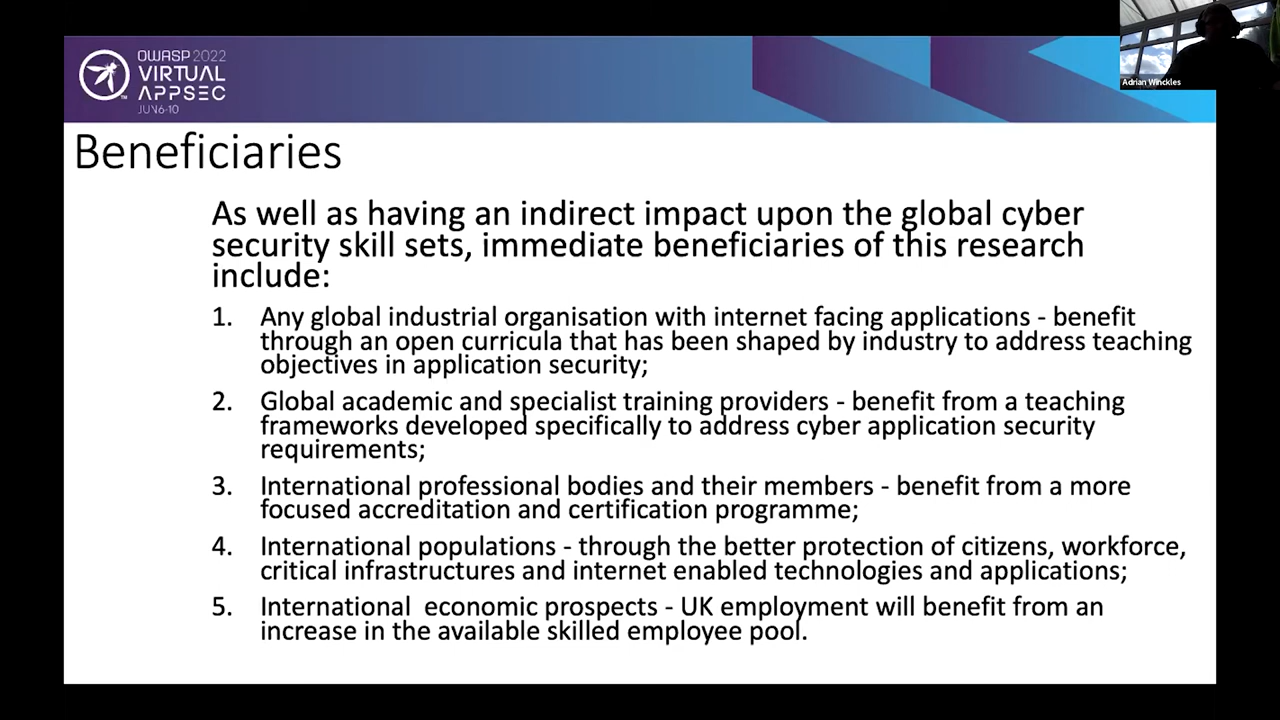 OWASP 2022
VIRTUAL
APPSEC
JUN 6-10
Adrian Winckles
Beneficiaries
As well as having an indirect impact upon the global cyber
security skill sets, immediate beneficiaries of this research
include:
1. Any global industrial organisation with internet facing applications - benefit
through an open curricula that has been shaped by industry to address teaching
objectives in application security;
2. Global academic and specialist training providers - benefit from a teaching
frameworks developed specifically to address cyber application security
requirements;
3. International professional bodies and their members - benefit from a more
focused accreditation and certification programme;
4. International populations - through the better protection of citizens, workforce,
critical infrastructures and internet enabled technologies and applications;
5. International economic prospects - UK employment will benefit from an
increase in the available skilled employee pool.